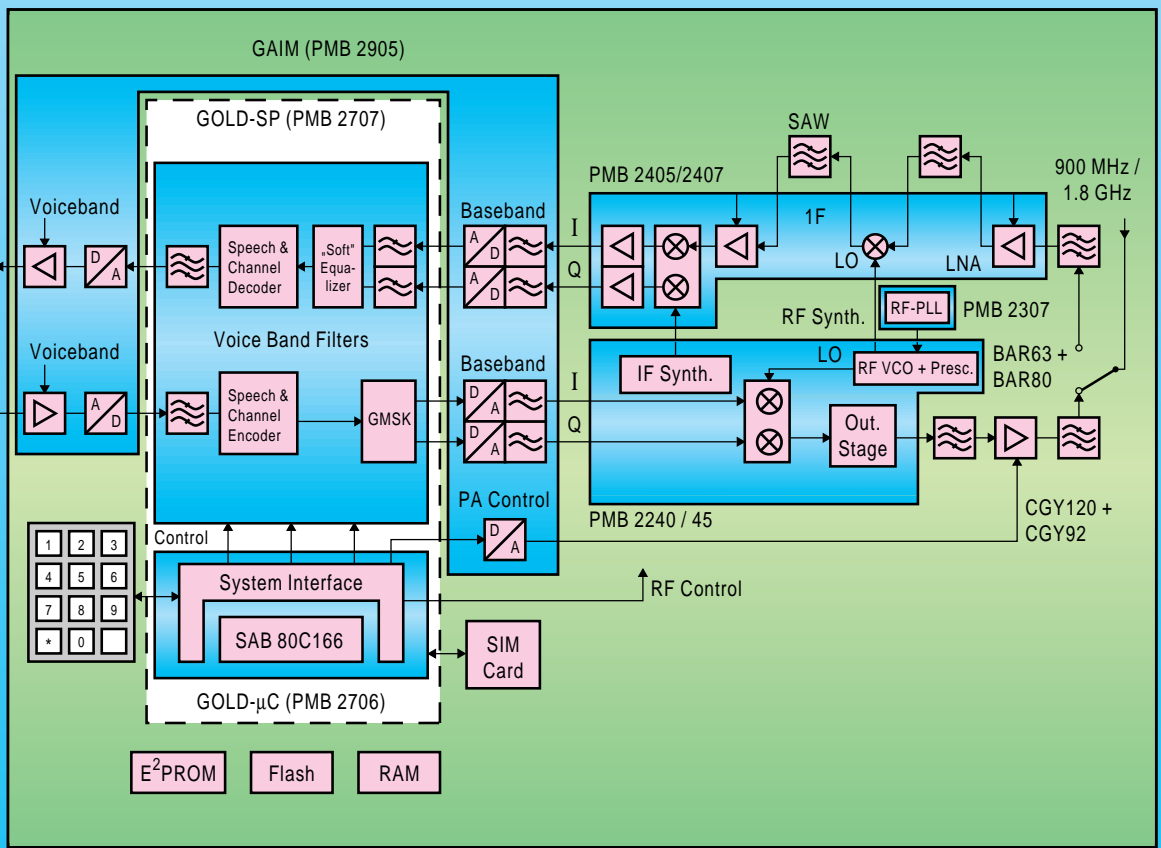 GAIM (PMB 2905)
GOLD-SP (PMB 2707)
SAW
900 MHz /
1.8 GHz
PMB 2405/2407
Voiceband
Baseband
I
1F
D
A
Speech &
Channel
Decoder
„Soft"
Equa-
lizer
A
D
A
D
Q
LO
LNA
RF Synth.
RF-PLL
PMB 2307
Voice Band Filters
Voiceband
Baseband
I
IF Synth.
LO
RF VCO + Presc.
BAR63 +
BAR80
A
D
Speech &
Channel
Encoder
GMSK
D
A
D
A
Q
Out.
Stage
PA Control
D
A
PMB 2240 / 45
CGY120 +
CGY92
Control
1 2 3
4 5 6
7 8 9
* 0
System Interface
RF Control
SAB 80C166
SIM
Card
GOLD-µC (PMB 2706)
E²PROM
Flash
RAM